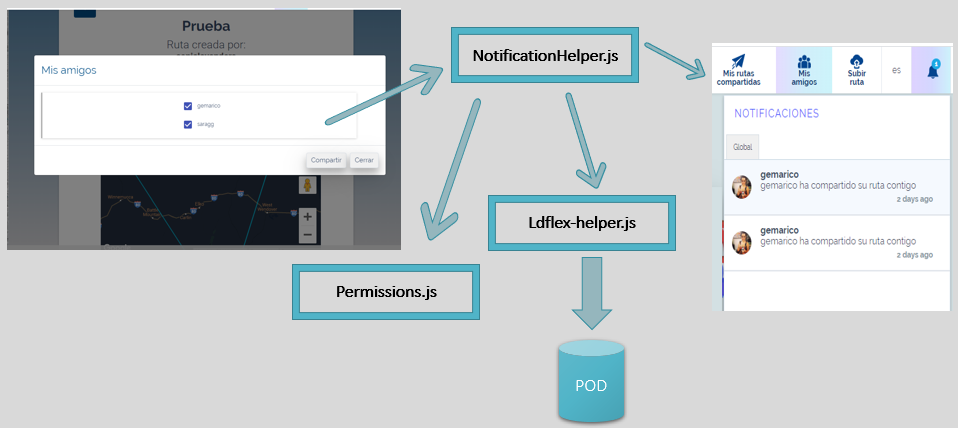 Prueba
Ruta creada por:
Mis amigos
gemarico
saragg
Compartir Cerrar
+
−
NotificationHelper.js
Permissions.js
Ldflex-helper.js
POD
Mis rutas
compartidas
Mis
amigos
Subir
ruta
es
NOTIFICACIONES
Global
gemarico
gemarico ha compartido su ruta contigo
2 days ago
gemarico
gemarico ha compartido su ruta contigo
2 days ago